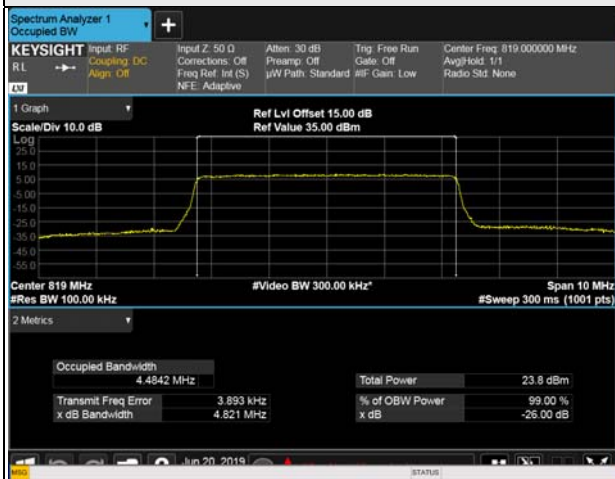 Spectrum Analyzer 1
Occupied BW
+
KEYSIGHT Input: RF Input Z: 50 Ω Atten: 30 dB Trig: Free Run Center Freq: 819.000000 MHz
RL Coupling: DC Corrections: Off Preamp: Off Gate: Off Avg|Hold: 1/1
Align: Off Freq Ref: Int (S) µW Path: Standard #IF Gain: Low Radio Std: None
LXI NFE: Adaptive
1 Graph
Ref Lvl Offset 15.00 dB
Scale/Div 10.0 dB Ref Value 35.00 dBm
Log
25.0
15.0
5.00
-5.00
-15.0
-25.0
-35.0
-45.0
-55.0
Center 819 MHz #Video BW 300.00 kHz* Span 10 MHz
#Res BW 100.00 kHz #Sweep 300 ms (1001 pts)
2 Metrics
Occupied Bandwidth
4.4842 MHz Total Power 23.8 dBm
Transmit Freq Error 3.893 kHz % of OBW Power 99.00 %
x dB Bandwidth 4.821 MHz x dB -26.00 dB
Jun 20, 2019
MSG STATUS